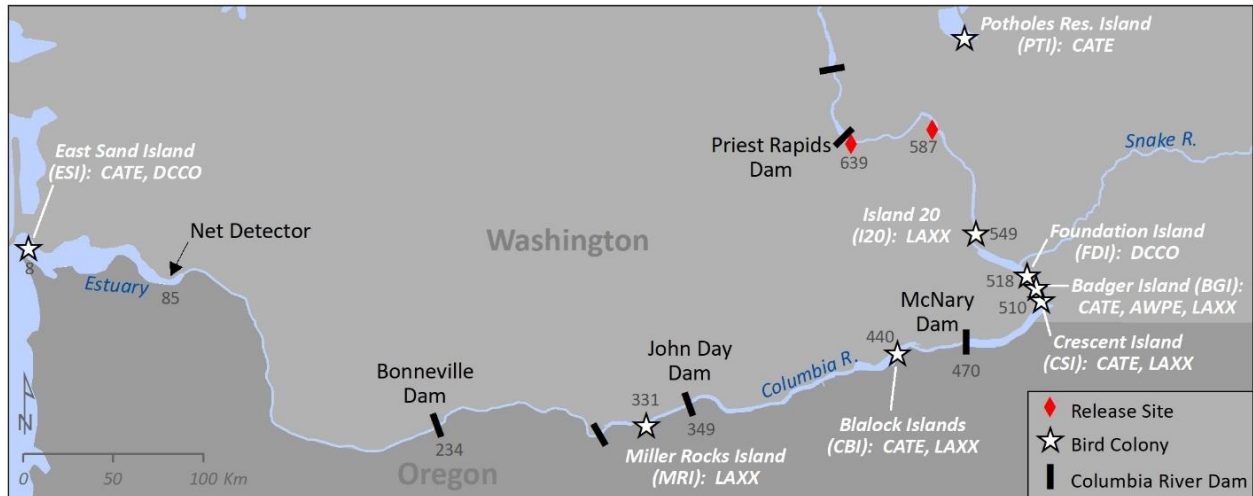 Potholes Res. Island
(PTI): CATE
Priest Rapids
Dam
639
587
Snake R.
East Sand Island
(ESI): CATE, DCCO
8
Net Detector
Estuary
85
Washington
Island 20
(I20): LAXX
549
Foundation Island
(FDI): DCCO
518
Badger Island (BGI):
CATE, AWPE, LAXX
510
Crescent Island
(CSI): CATE, LAXX
McNary
Dam
470
440
Columbia R.
Blalock Islands
(CBI): CATE, LAXX
John Day
Dam
349
331
Miller Rocks Island
(MRI): LAXX
Bonneville
Dam
234
Oregon
N
0 50 100 Km
Release Site
Bird Colony
Columbia River Dam